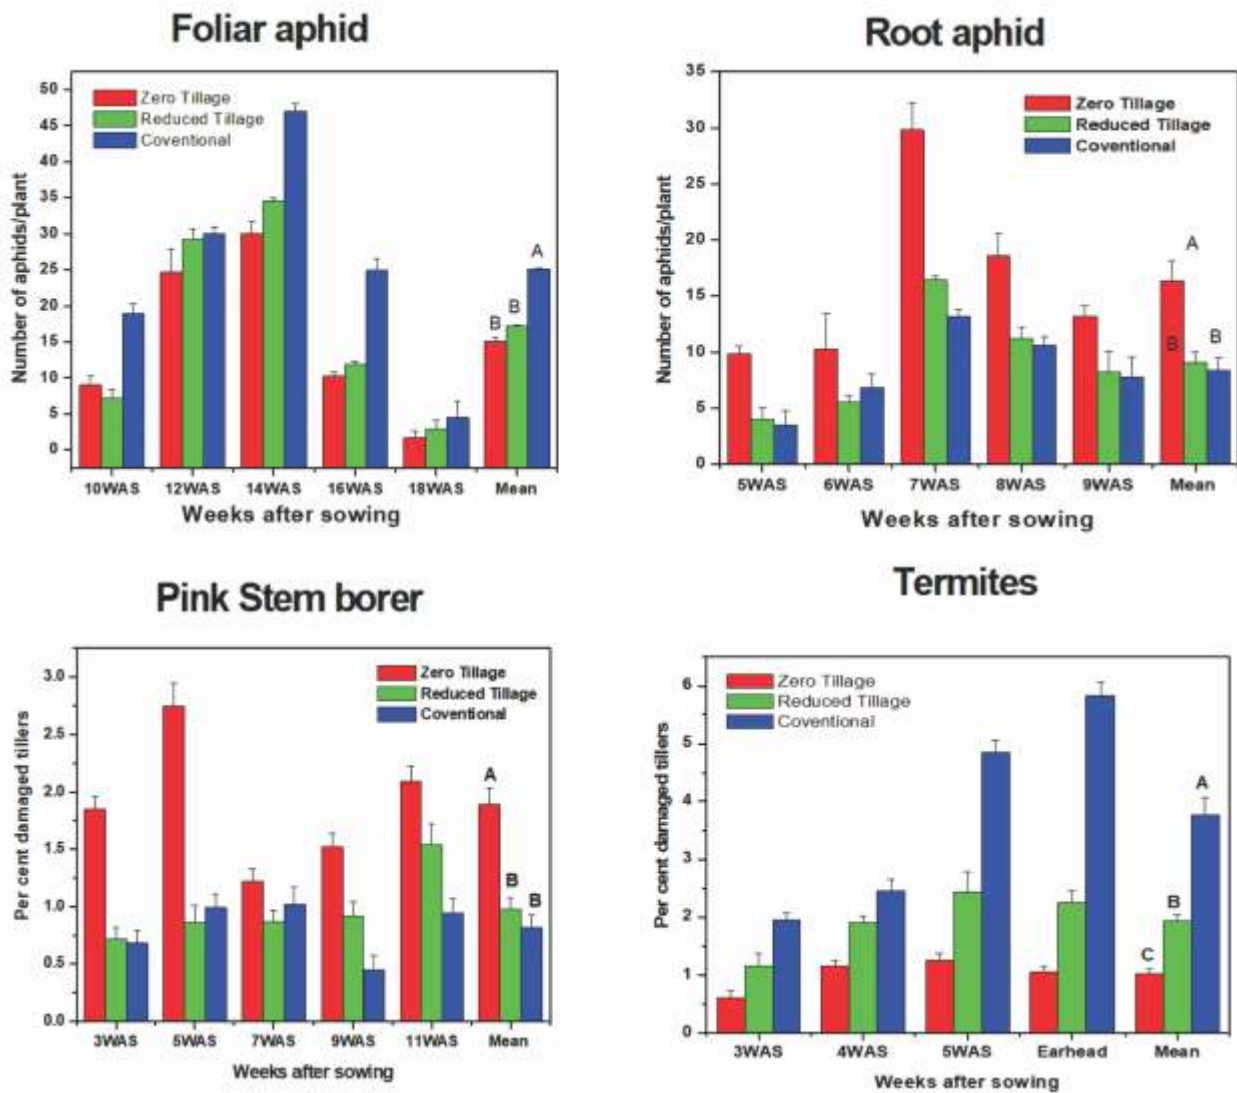 Foliar aphid
Number of aphids/plant
50
45
40
35
30
25
20
15
10
5
0
Zero Tillage
Reduced Tillage
Coventional
B
B
A
10WAS 12WAS 14WAS 16WAS 18WAS Mean
Weeks after sowing
Root aphid
Number of aphids/plant
35
30
25
20
15
10
5
0
Zero Tillage
Reduced Tillage
Coventional
A
B
B
5WAS 6WAS 7WAS 8WAS 9WAS Mean
Weeks after sowing
Pink Stem borer
Per cent damaged tillers
3.0
2.5
2.0
1.5
1.0
0.5
0.0
Zero Tillage
Reduced Tillage
Coventional
A
B
B
3WAS 5WAS 7WAS 9WAS 11WAS Mean
Weeks after sowing
Termites
Per cent damaged tillers
6
5
4
3
2
1
0
Zero Tillage
Reduced Tillage
Coventional
A
B
C
3WAS 4WAS 5WAS Earhead Mean
Weeks after sowing